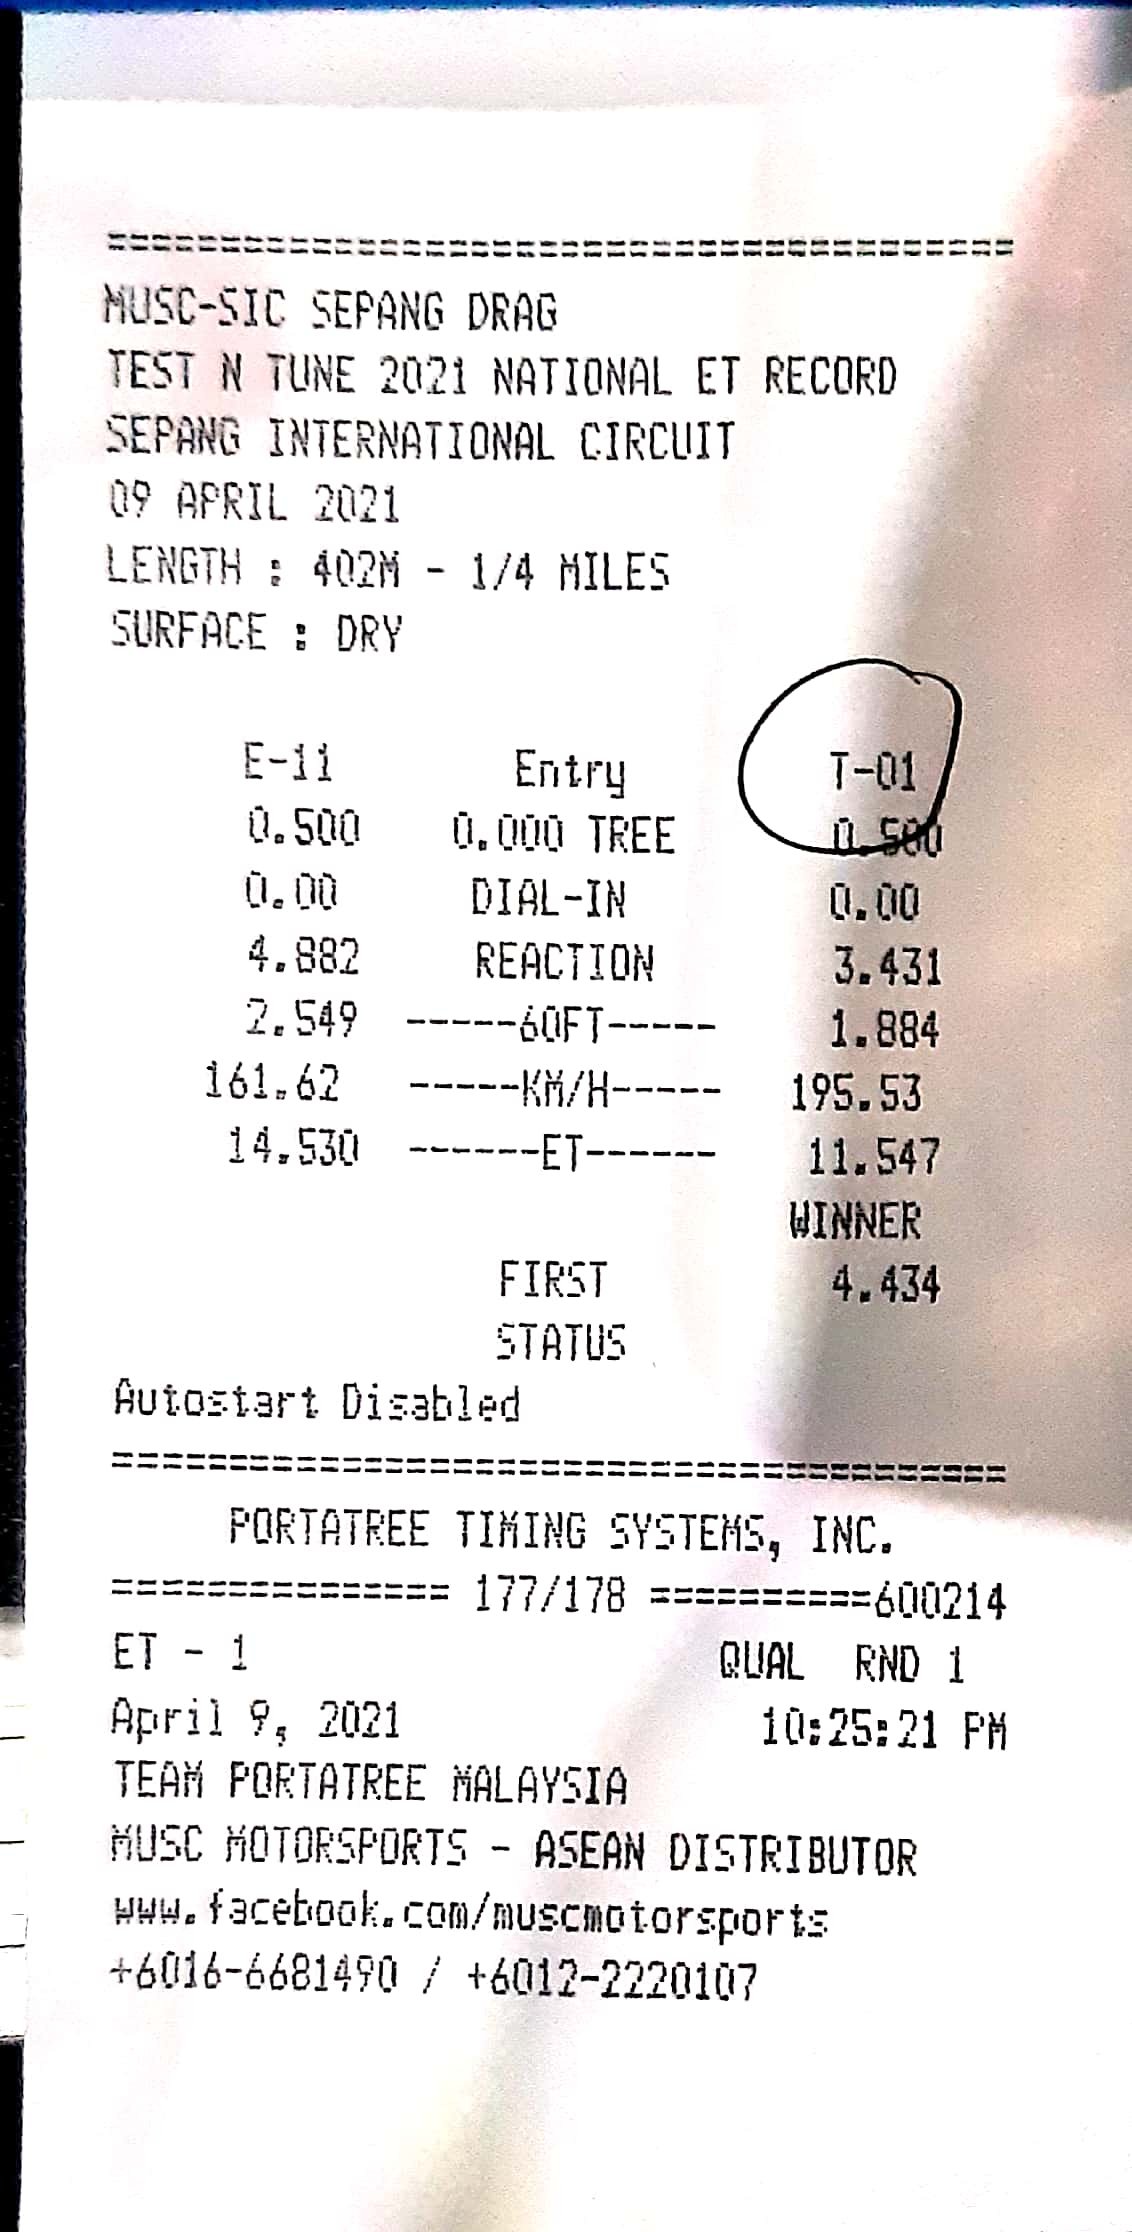 ========================================
MUSC-SIC SEPANG DRAG
TEST N TUNE 2021 NATIONAL ET RECORD
SEPANG INTERNATIONAL CIRCUIT
09 APRIL 2021
LENGTH : 402M - 1/4 MILES
SURFACE : DRY
E-11 Entry T-01
0.500 0.000 TREE 0.500
0.00 DIAL-IN 0.00
4.882 REACTION 3.431
2.549 -----60FT----- 1.884
161.62 -----KM/H----- 195.53
14.530 ------ET------ 11.547
WINNER
FIRST 4.434
STATUS
Autostart Disabled
========================================
PORTATREE TIMING SYSTEMS, INC.
=============== 177/178 ==========600214
ET - 1 QUAL RND 1
April 9, 2021 10:25:21 PM
TEAM PORTATREE MALAYSIA
MUSC MOTORSPORTS - ASEAN DISTRIBUTOR
www.facebook.com/muscmotorsports
+6016-6681490 / +6012-2220107